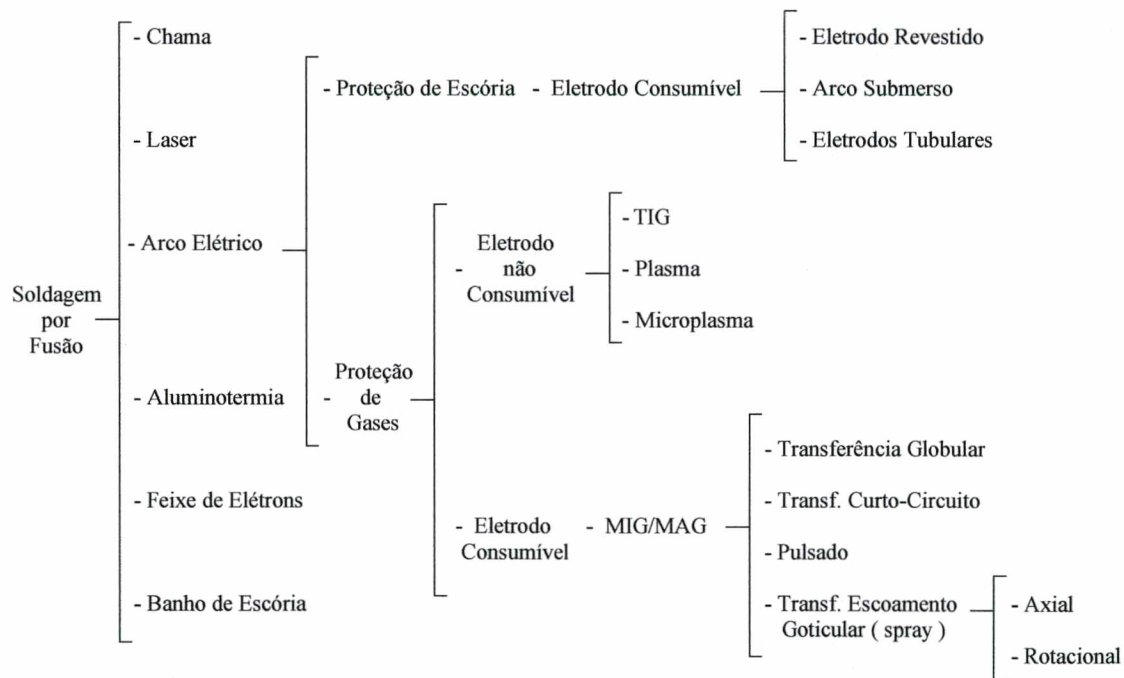 - Chama
- Laser
- Arco Elétrico
Soldagem
por
Fusão
- Aluminotermia
- Feixe de Elétrons
- Banho de Escória
- Proteção de Escória - Eletrodo Consumível
- Eletrodo Revestido
- Arco Submerso
- Eletrodos Tubulares
- Proteção
de
Gases
- Eletrodo
não
Consumível
- TIG
- Plasma
- Microplasma
- Eletrodo
Consumível
- MIG/MAG
- Transferência Globular
- Transf. Curto-Circuito
- Pulsado
- Transf. Escoamento
Goticular ( spray )
- Axial
- Rotacional